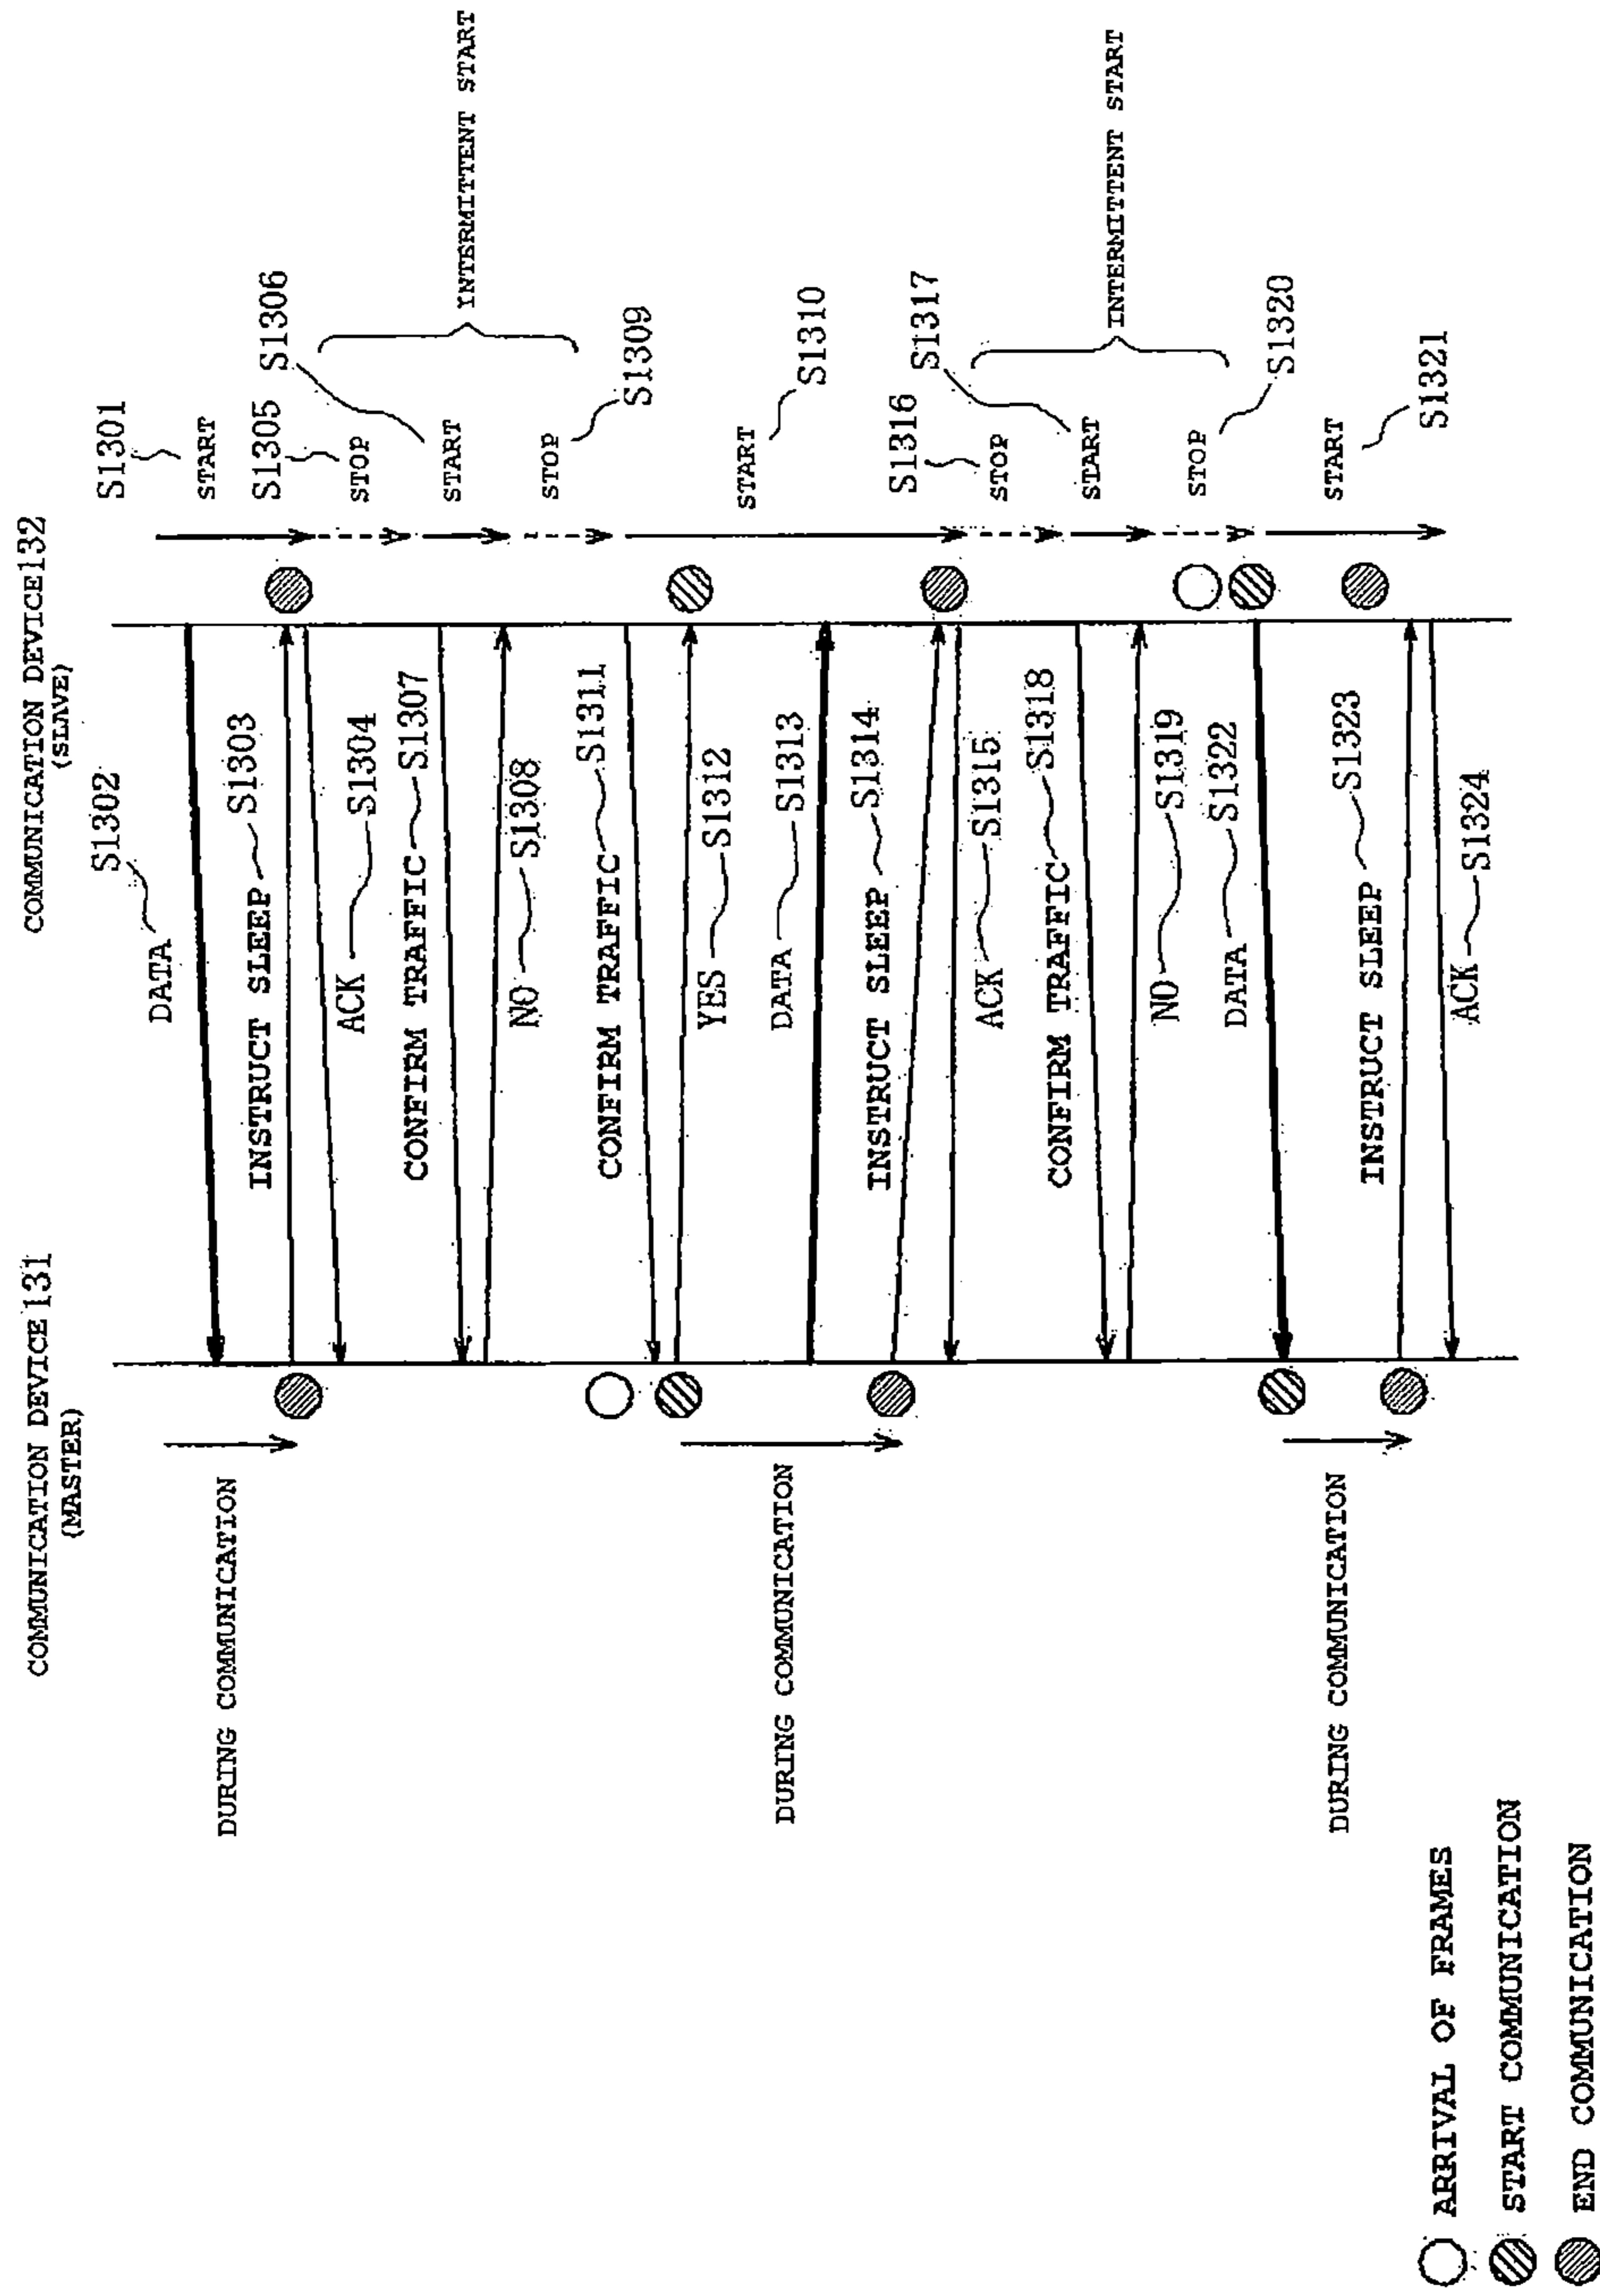 COMMUNICATION DEVICE 131
(MASTER)
COMMUNICATION DEVICE132
(SLAVE)
S1301
START
S1302
DATA
DURING COMMUNICATION
INSTRUCT SLEEP
S1303
S1305
STOP
ACK
S1304
S1306
START
INTERMITTENT START
CONFIRM TRAFFIC
S1307
NO
S1308
STOP
S1309
CONFIRM TRAFFIC
S1311
YES
S1312
START
S1310
DURING COMMUNICATION
DATA
S1313
INSTRUCT SLEEP
S1314
S1316
STOP
ACK
S1315
S1317
START
INTERMITTENT START
CONFIRM TRAFFIC
S1318
NO
S1319
STOP
S1320
DATA
S1322
START
S1321
DURING COMMUNICATION
INSTRUCT SLEEP
S1323
ACK
S1324
ARRIVAL OF FRAMES
START COMMUNICATION
END COMMUNICATION